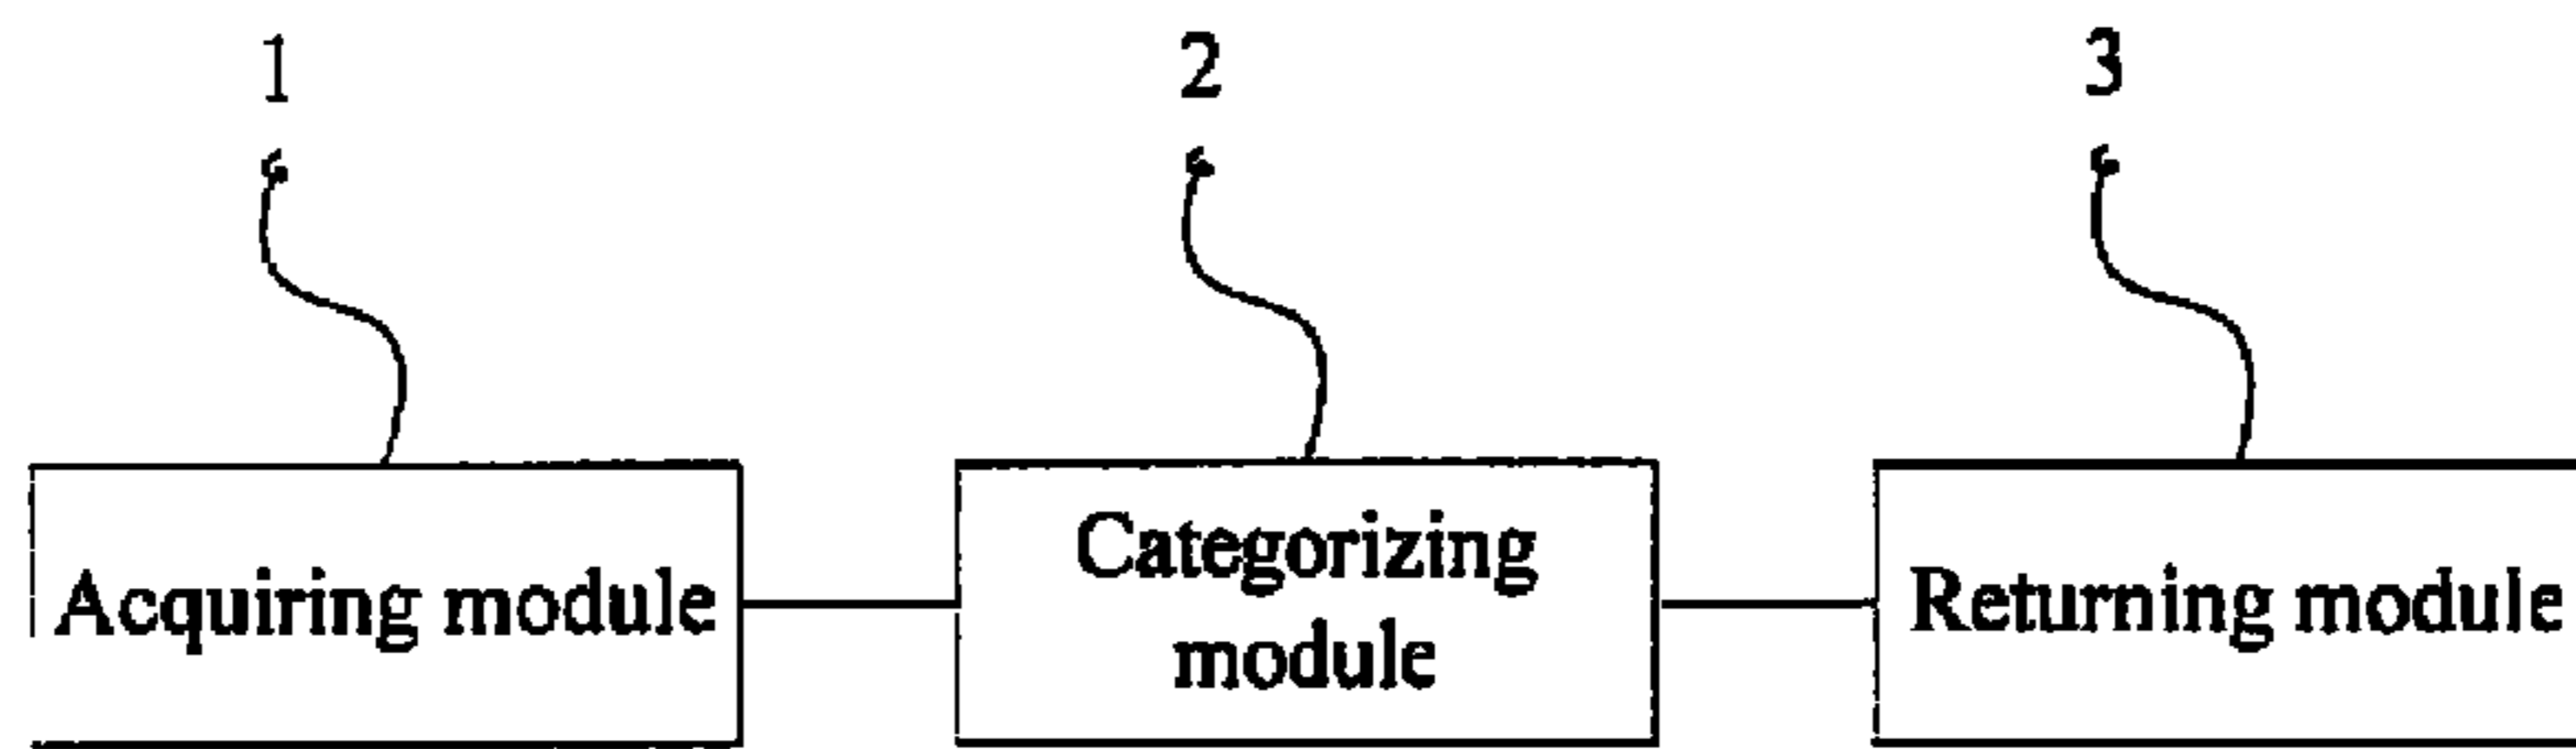 1 2 3
Acquiring module
Categorizing
module
Returning module